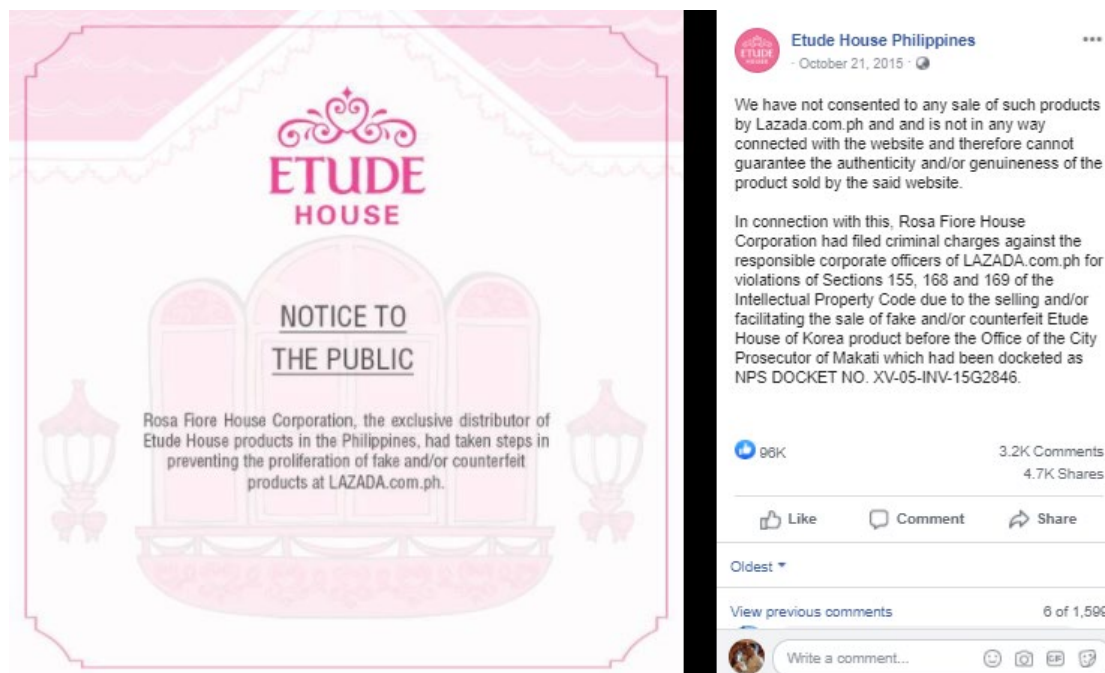 ETUDE
HOUSE
NOTICE TO
THE PUBLIC
Rosa Fiore House Corporation, the exclusive distributor of
Etude House products in the Philippines, had taken steps in
preventing the proliferation of fake and/or counterfeit
products at LAZADA.com.ph.
ETUDE
HOUSE
Etude House Philippines
· October 21, 2015 ·
We have not consented to any sale of such products
by Lazada.com.ph and and is not in any way
connected with the website and therefore cannot
guarantee the authenticity and/or genuineness of the
product sold by the said website.
In connection with this, Rosa Fiore House
Corporation had filed criminal charges against the
responsible corporate officers of LAZADA.com.ph for
violations of Sections 155, 168 and 169 of the
Intellectual Property Code due to the selling and/or
facilitating the sale of fake and/or counterfeit Etude
House of Korea product before the Office of the City
Prosecutor of Makati which had been docketed as
NPS DOCKET NO. XV-05-INV-15G2846.
96K
3.2K Comments
4.7K Shares
Like Comment Share
Oldest
View previous comments 6 of 1,599
Write a comment... GIF